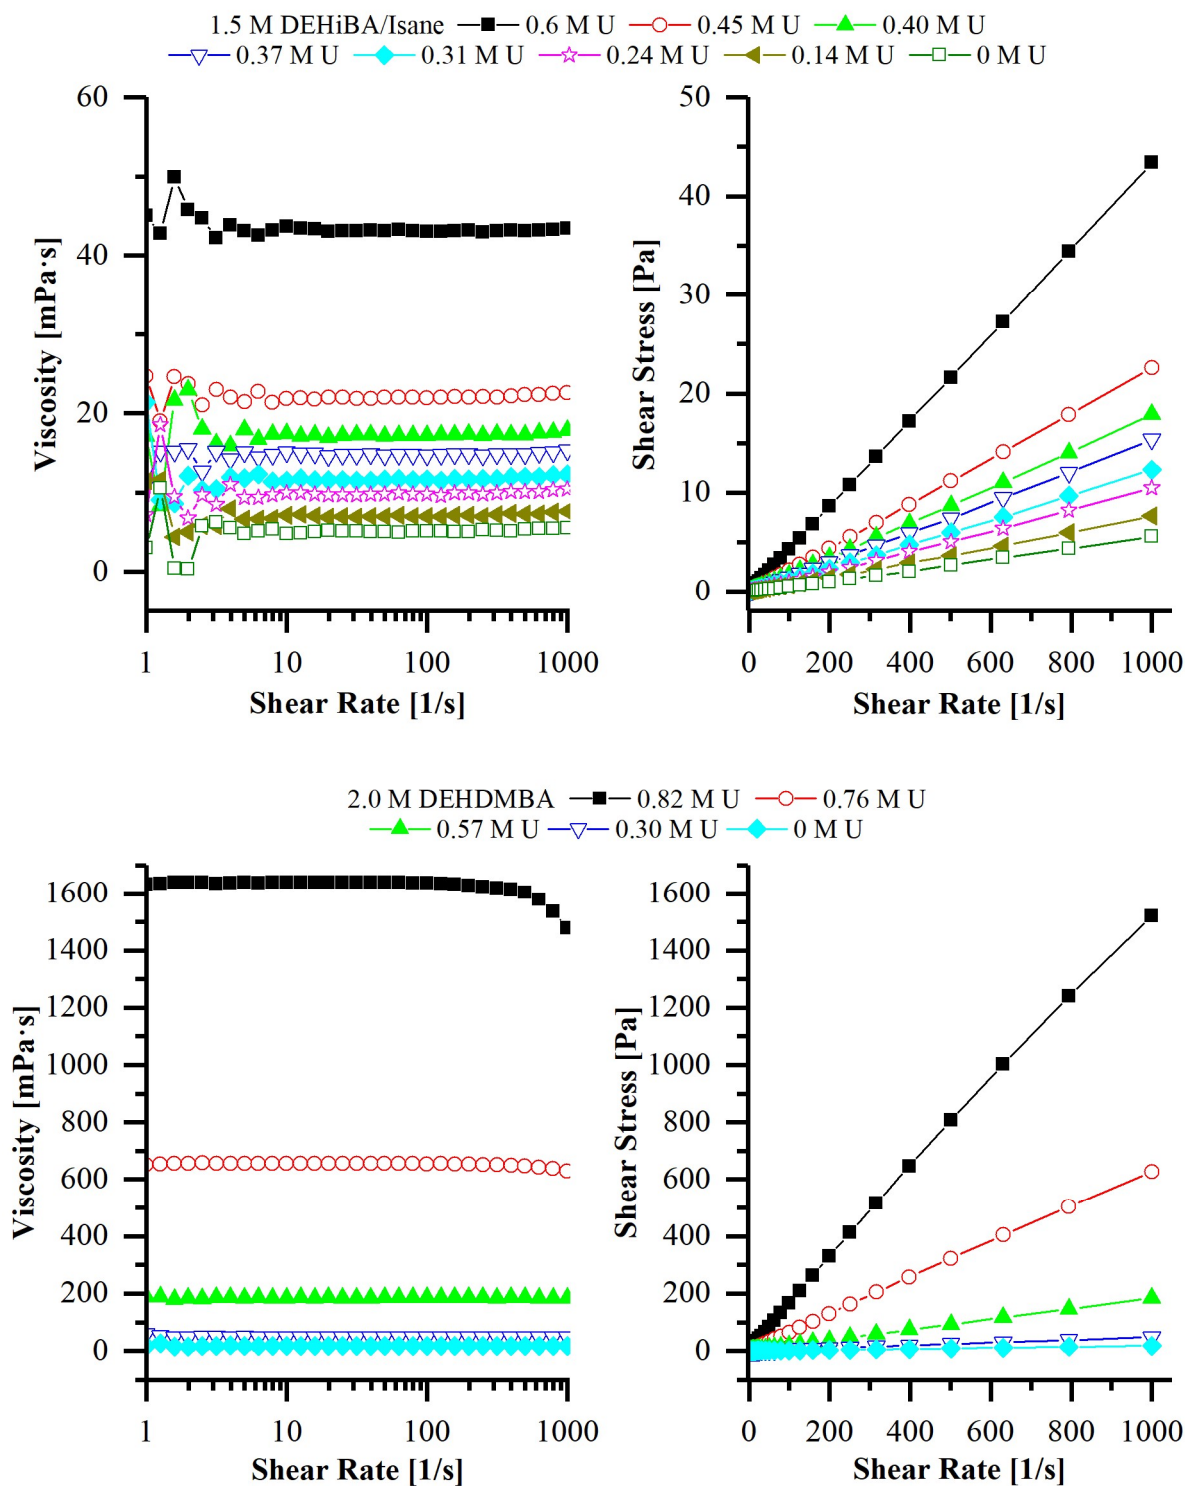 1.5 M DEHiBA/Isane 0.6 M U 0.45 M U 0.40 M U
0.37 M U 0.31 M U 0.24 M U 0.14 M U 0 M U
60
40
20
0
Viscosity [mPa·s]
1 10 100 1000
Shear Rate [1/s]
50
40
30
20
10
0
Shear Stress [Pa]
0 200 400 600 800 1000
Shear Rate [1/s]
2.0 M DEHDMBA 0.82 M U 0.76 M U
0.57 M U 0.30 M U 0 M U
1600
1400
1200
1000
800
600
400
200
0
Viscosity [mPa·s]
1 10 100 1000
Shear Rate [1/s]
1600
1400
1200
1000
800
600
400
200
0
Shear Stress [Pa]
0 200 400 600 800 1000
Shear Rate [1/s]